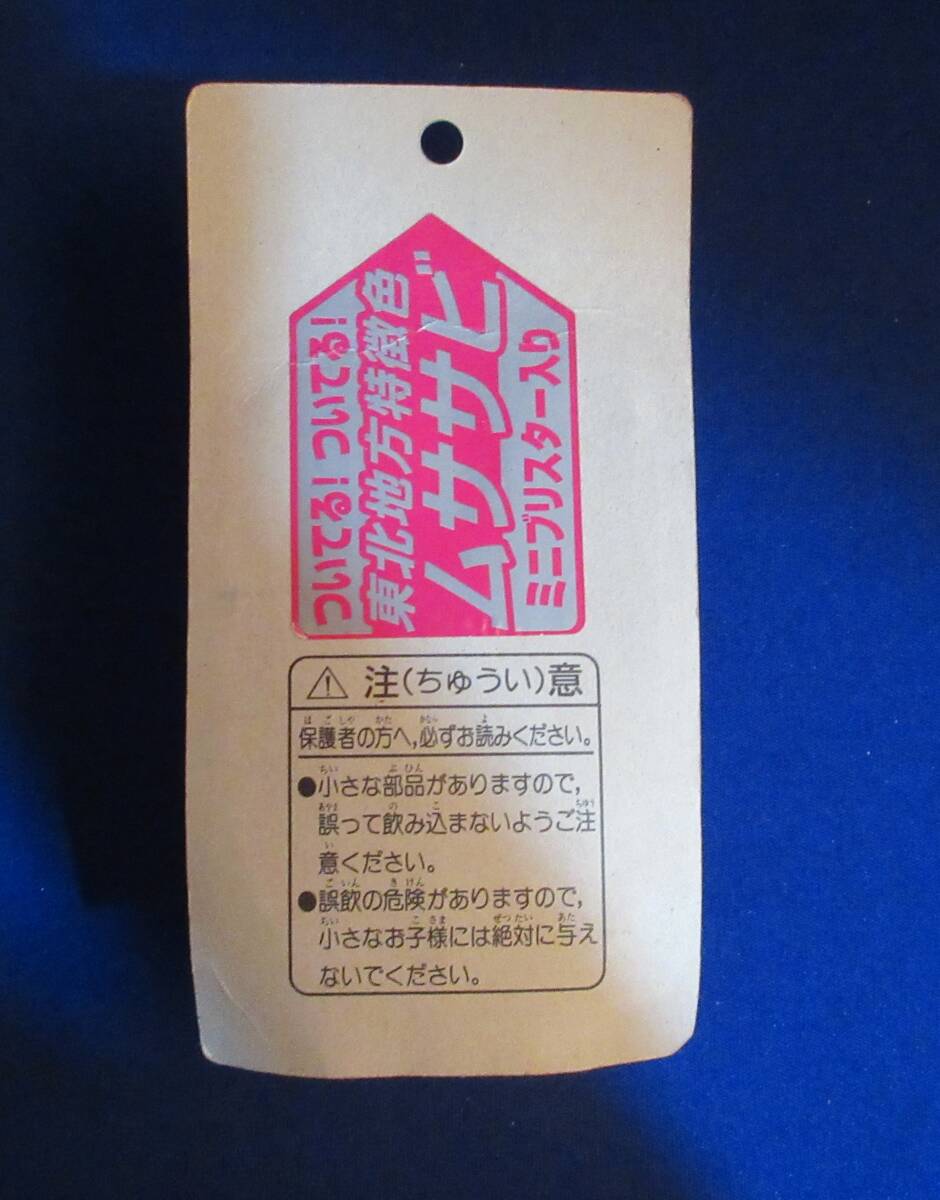 ついてる!ついてる!
東北地方特徴色
ムササビ
ミニブリスター入り
⚠ 注(ちゅうい)意
保護者の方へ,必ずお読みください。
●小さな部品がありますので,
誤って飲み込まないようご注
意ください。
●誤飲の危険がありますので,
小さなお子様には絶対に与え
ないでください。